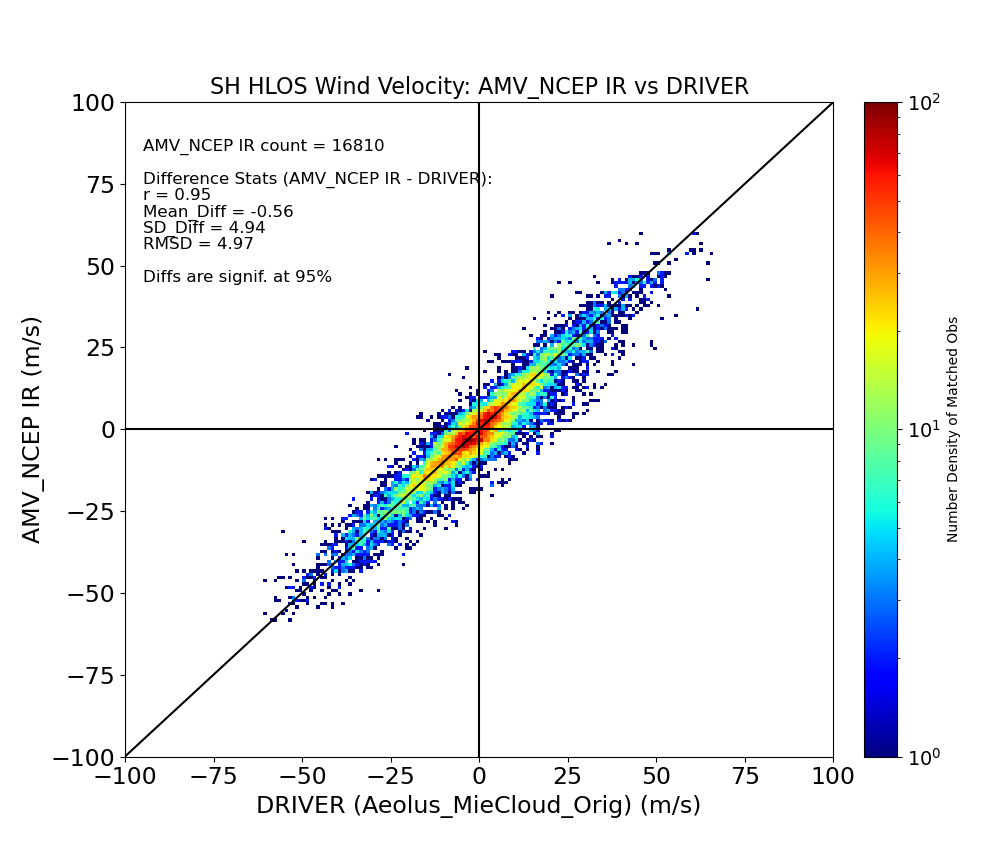 SH HLOS Wind Velocity: AMV_NCEP IR vs DRIVER
AMV_NCEP IR count = 16810
Difference Stats (AMV_NCEP IR - DRIVER):
r = 0.95
Mean_Diff = -0.56
SD_Diff = 4.94
RMSD = 4.97
Diffs are signif. at 95%
100
75
50
25
0
−25
−50
−75
−100
AMV_NCEP IR (m/s)
−100 −75 −50 −25 0 25 50 75 100
DRIVER (Aeolus_MieCloud_Orig) (m/s)
10²
10¹
10⁰
Number Density of Matched Obs